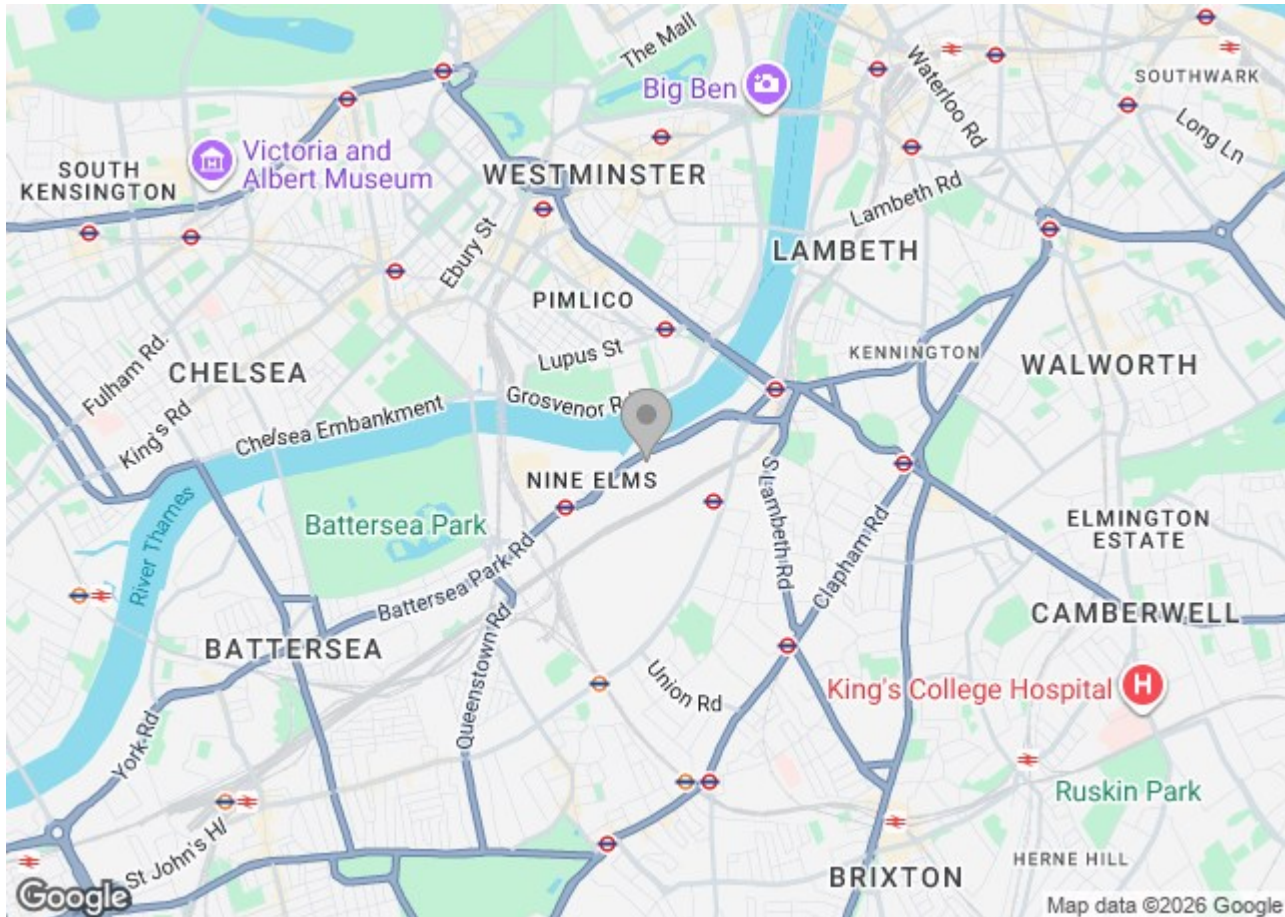 The Mall
Waterloo Rd
SOUTHWARK
Big Ben
Long Ln
Victoria and
Albert Museum
SOUTH
KENSINGTON
WESTMINSTER
Lambeth Rd
Ebury St
LAMBETH
PIMLICO
Lupus St
KENNINGTON
WALWORTH
Fulham Rd.
CHELSEA
Grosvenor Rd
King's Rd
Chelsea Embankment
NINE ELMS
S Lambeth Rd
Clapham Rd
ELMINGTON
ESTATE
Battersea Park
River Thames
Battersea Park Rd
CAMBERWELL
BATTERSEA
Queenstown Rd
Union Rd
King's College Hospital
H
York Rd
Ruskin Park
St John's Hl
HERNE HILL
BRIXTON
Google
Map data ©2026 Google